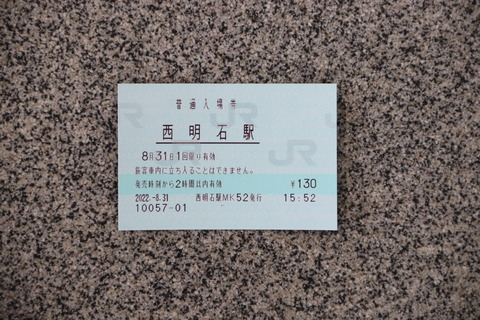 普通入場券
西明石駅
8月31日1回限り有効
旅客車内に立ち入ることはできません。
発売時刻から2時間以内有効 ￥130
2022.-8.31 西明石駅MK52発行 15:52
10057-01